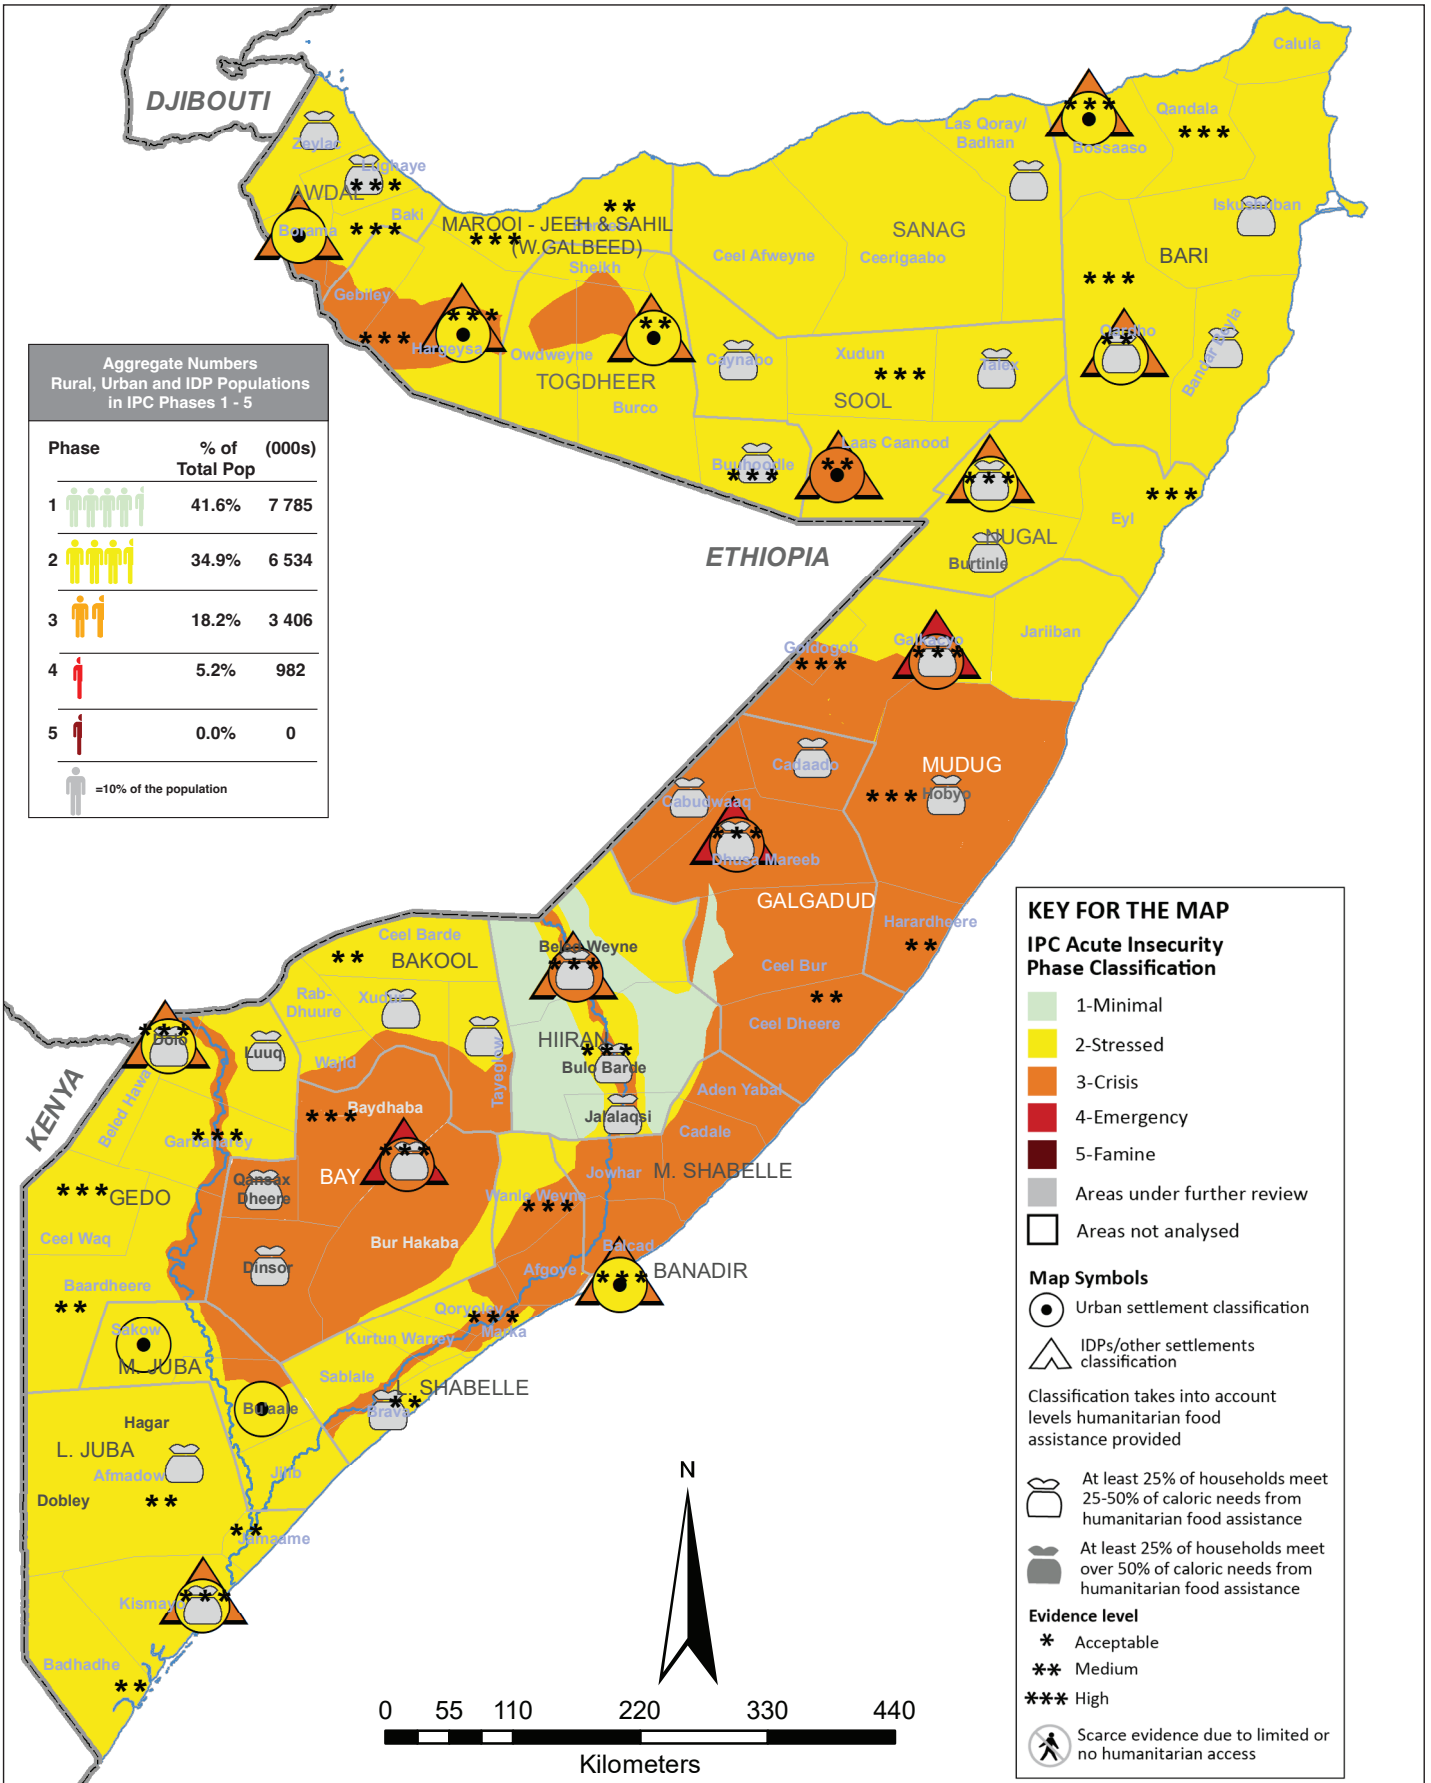 DJIBOUTI
Calula
Zeylac
Lughaye
AWDAL
Baki
Borama
MAROOI - JEEH & SAHIL
(W.GALBEED)
Sheikh
Gebiley
Hargeysa
Owdweyne
TOGDHEER
Burco
Las Qoray/
Badhan
Bossaaso
Qandala
***
Iskushuban
SANAG
Ceel Afweyne
Ceerigaabo
BARI
***
Qardho
Bandar Beyla
Caynabo
Xudun
***
Talex
SOOL
Laas Caanood
Buuhoodle
***
***
Eyl
NUGAL
Burtinle
ETHIOPIA
Aggregate Numbers
Rural, Urban and IDP Populations
in IPC Phases 1 - 5
Phase % of (000s)
Total Pop
1 41.6% 7 785
2 34.9% 6 534
3 18.2% 3 406
4 5.2% 982
5 0.0% 0
=10% of the population
Goldogob
***
Galkacyo
Jariiban
Cadaado
MUDUG
*** Hobyo
Cabudwaaq
Dhusa Mareeb
GALGADUD
Harardheere
**
Ceel Bur
**
Ceel Dheere
Ceel Barde
** BAKOOL
Rab-
Dhuure
Xudur
Wajid
Tayeglow
Beled Weyne
HIIRAN
Bulo Barde
Jalalaqsi
Aden Yabal
Cadale
Jowhar
M. SHABELLE
Dolo
Luuq
KENYA
Beled Hawa
Garbaharey
***
*** GEDO
Ceel Waq
Baardheere
**
Baydhaba
***
BAY
Qansax
Dheere
Dinsor
Bur Hakaba
Wanle Weyne
***
Afgoye
Balcad
BANADIR
Qoryoley
***
Marka
Kurtun Warrey
Sablale
L. SHABELLE
Brava
Sakow
M. JUBA
Bu'aale
Hagar
L. JUBA
Afmadow
Dobley
**
Jilib
**
Jamaame
Kismayo
Badhadhe
**
N
0 55 110 220 330 440
Kilometers
KEY FOR THE MAP
IPC Acute Insecurity
Phase Classification
1-Minimal
2-Stressed
3-Crisis
4-Emergency
5-Famine
Areas under further review
Areas not analysed
Map Symbols
Urban settlement classification
IDPs/other settlements
classification
Classification takes into account
levels humanitarian food
assistance provided
At least 25% of households meet
25-50% of caloric needs from
humanitarian food assistance
At least 25% of households meet
over 50% of caloric needs from
humanitarian food assistance
Evidence level
* Acceptable
** Medium
*** High
Scarce evidence due to limited or
no humanitarian access